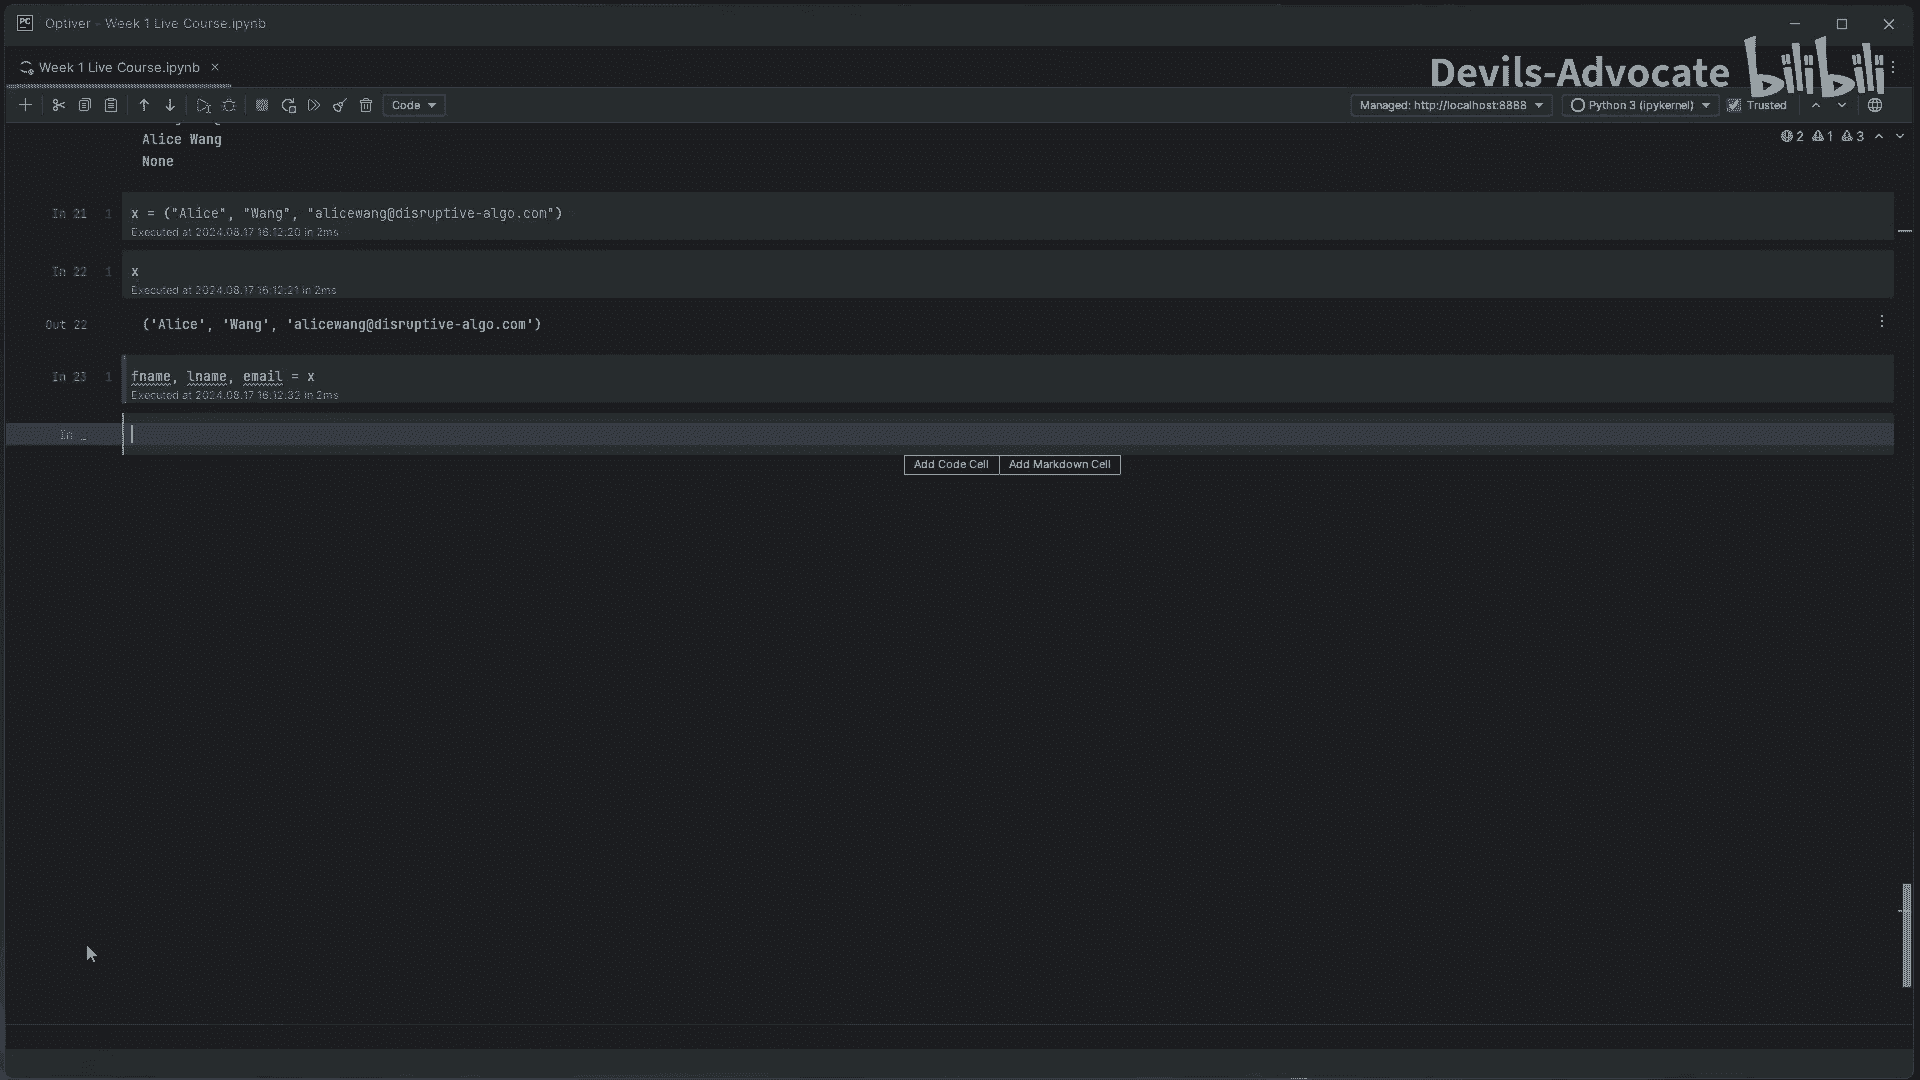 Optiver – Week 1 Live Course.ipynb
Week 1 Live Course.ipynb
Devils-Advocate bilibili
Code
Managed: http://localhost:8888
Python 3 (ipykernel)
Trusted
2 1 3
Alice Wang
None
In 21 1 x = ("Alice", "Wang", "alicewang@disruptive-algo.com")
Executed at 2024.08.17 16:12:20 in 2ms
In 22 1 x
Executed at 2024.08.17 16:12:21 in 2ms
Out 22 ('Alice', 'Wang', 'alicewang@disruptive-algo.com')
In 23 1 fname, lname, email = x
Executed at 2024.08.17 16:12:32 in 2ms
In _
Add Code Cell Add Markdown Cell